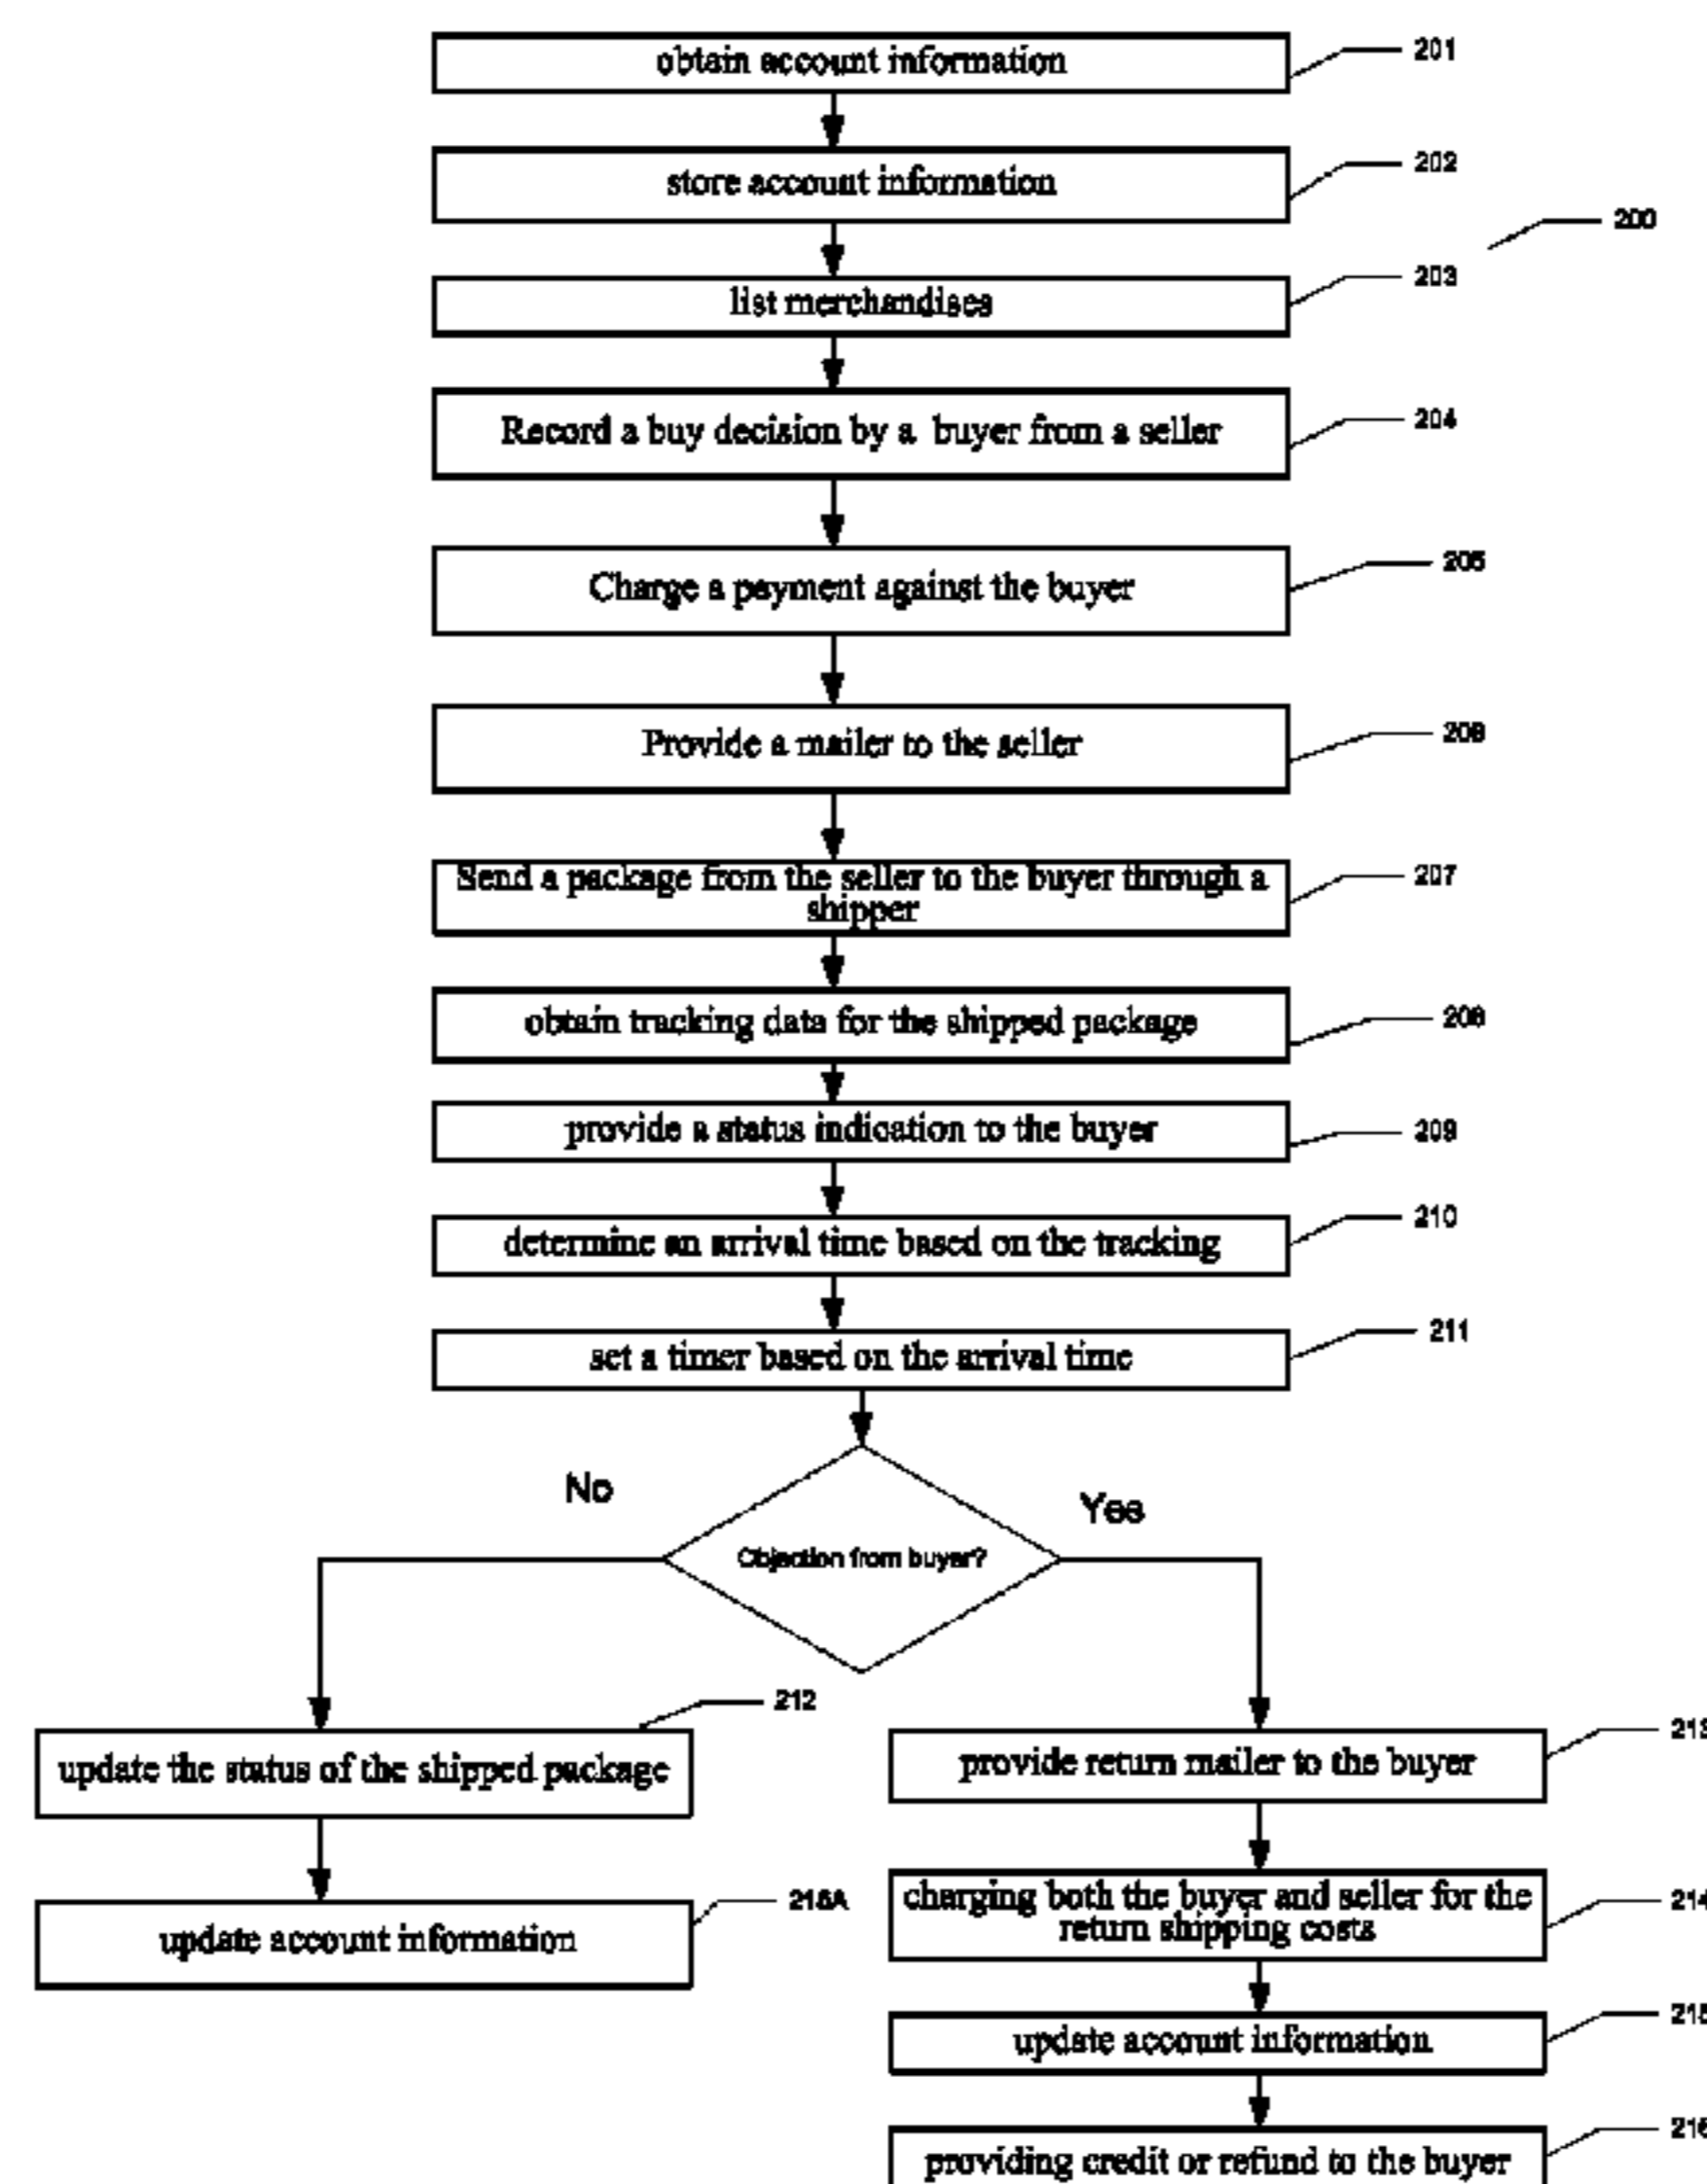 obtain account information
201
store account information
202
200
list merchandises
203
Record a buy decision by a buyer from a seller
204
Charge a payment against the buyer
205
Provide a mailer to the seller
206
Send a package from the seller to the buyer through a
shipper
207
obtain tracking data for the shipped package
208
provide a status indication to the buyer
209
determine an arrival time based on the tracking
210
set a timer based on the arrival time
211
No
Yes
Objection from buyer?
212
update the status of the shipped package
provide return mailer to the buyer
213
update account information
215A
charging both the buyer and seller for the
return shipping costs
214
update account information
215
providing credit or refund to the buyer
216